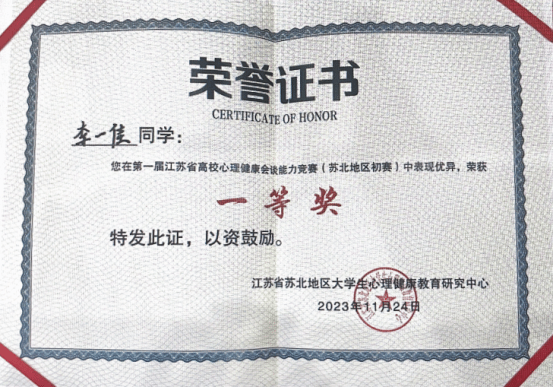 荣誉证书
CERTIFICATE OF HONOR
李一佳 同学：
您在第一届江苏省高校心理健康会谈能力竞赛（苏北地区初赛）中表现优异，荣获
一等奖
特发此证，以资鼓励。
江苏省苏北地区大学生心理健康教育研究中心
2023年11月24日